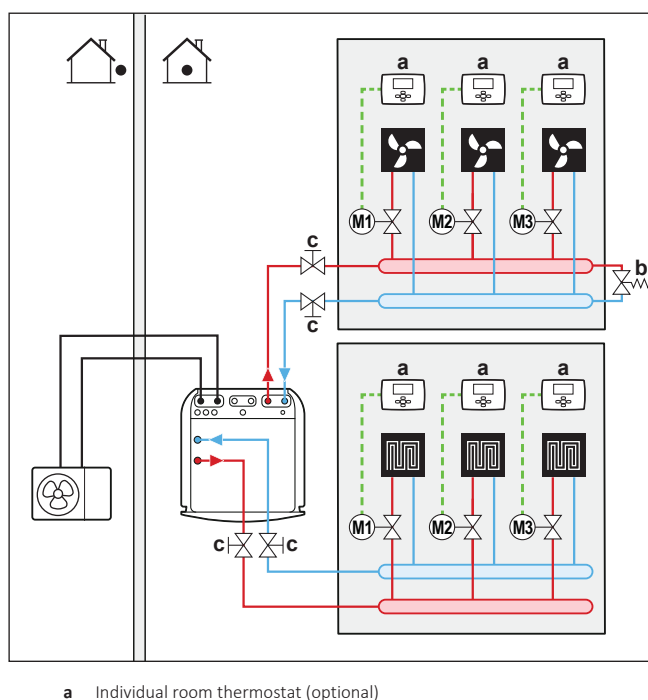 a a a
M1 M2 M3
c
b
c
a a a
M1 M2 M3
c c
a Individual room thermostat (optional)